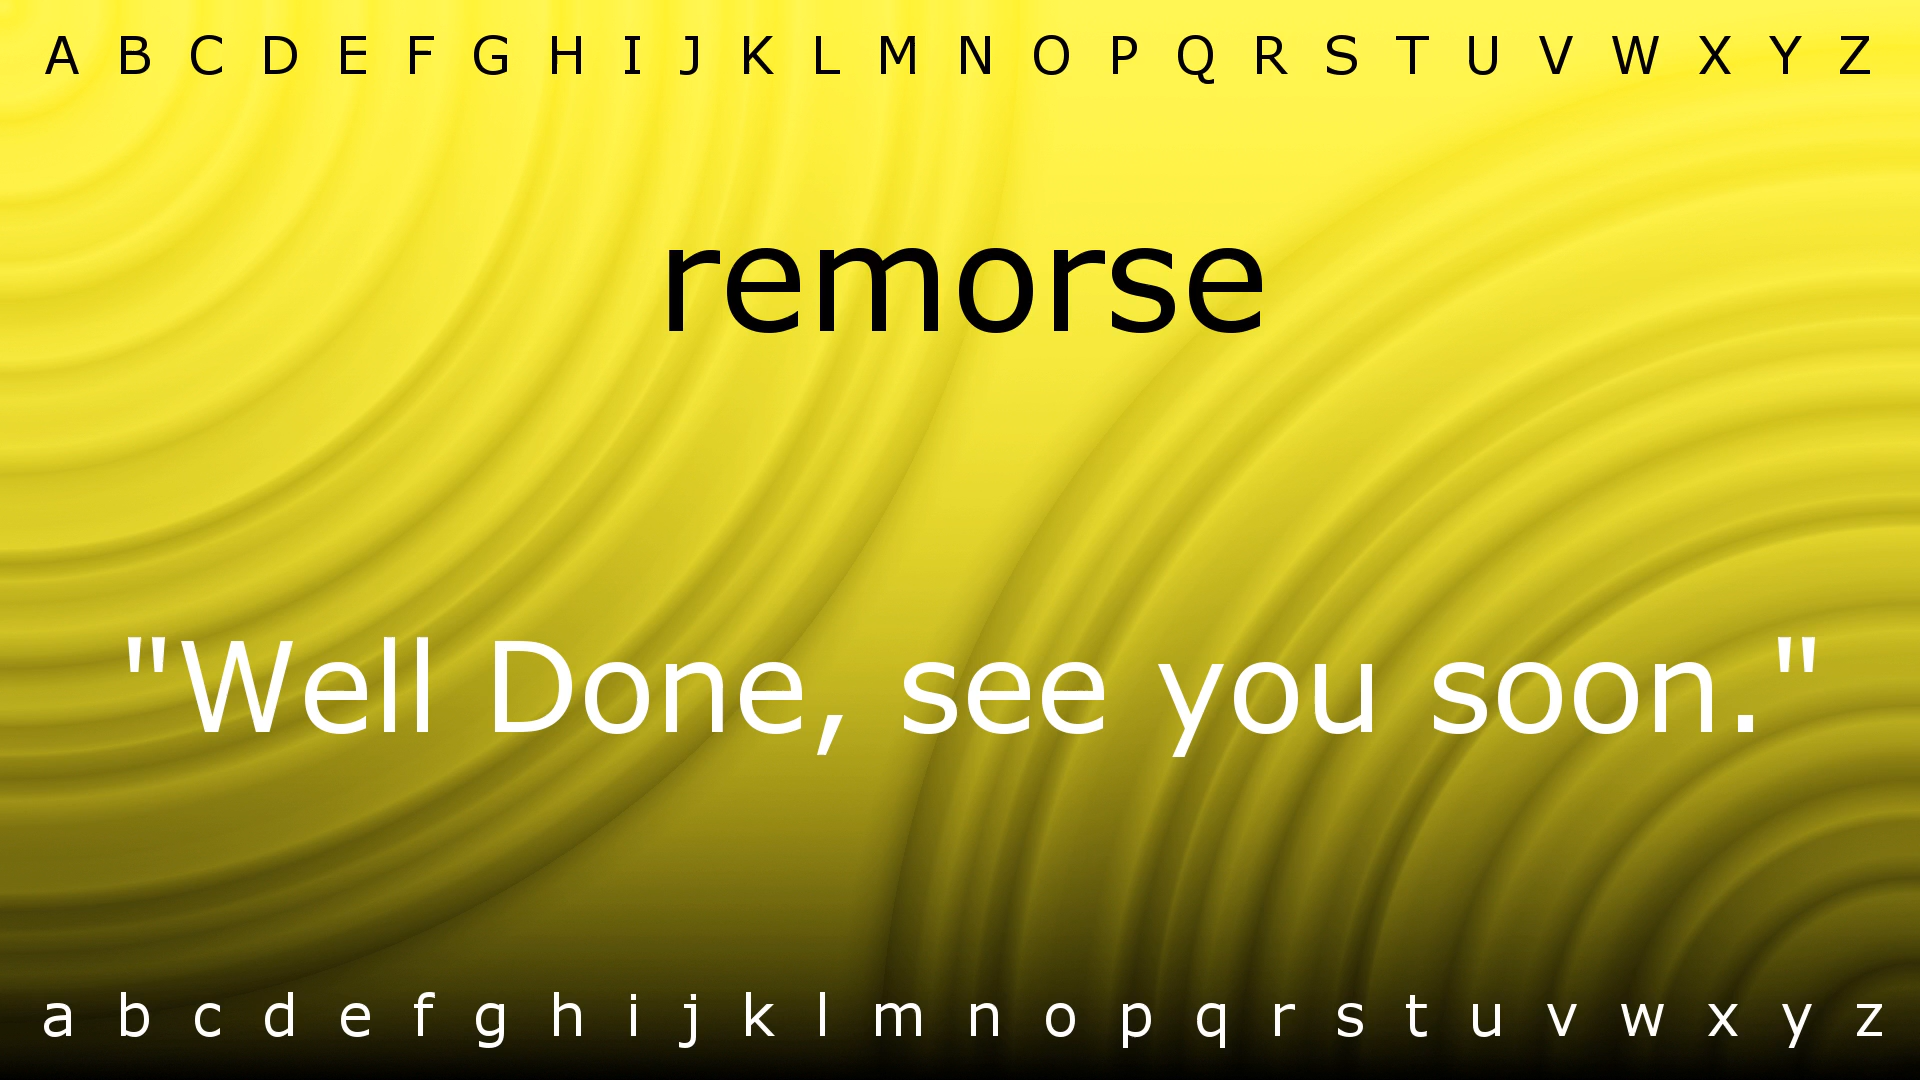 A B C D E F G H I J K L M N O P Q R S T U V W X Y Z
remorse
"Well Done, see you soon."
a b c d e f g h i j k l m n o p q r s t u v w x y z